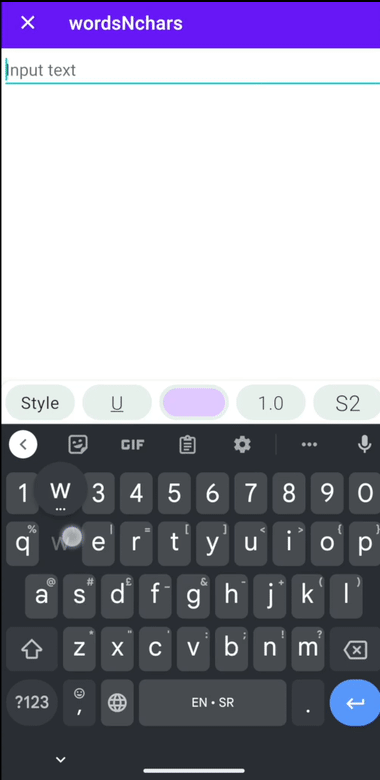 wordsNchars
Input text
Style U 1.0 S2
GIF
1 w 3 4 5 6 7 8 9 0
q % w e | r = t [ y ] u < i > o { p }
a @ s # d £ f _ g & h - j + k ( l )
z * x " c ' v : b ; n ! m ?
?123 , EN • SR .